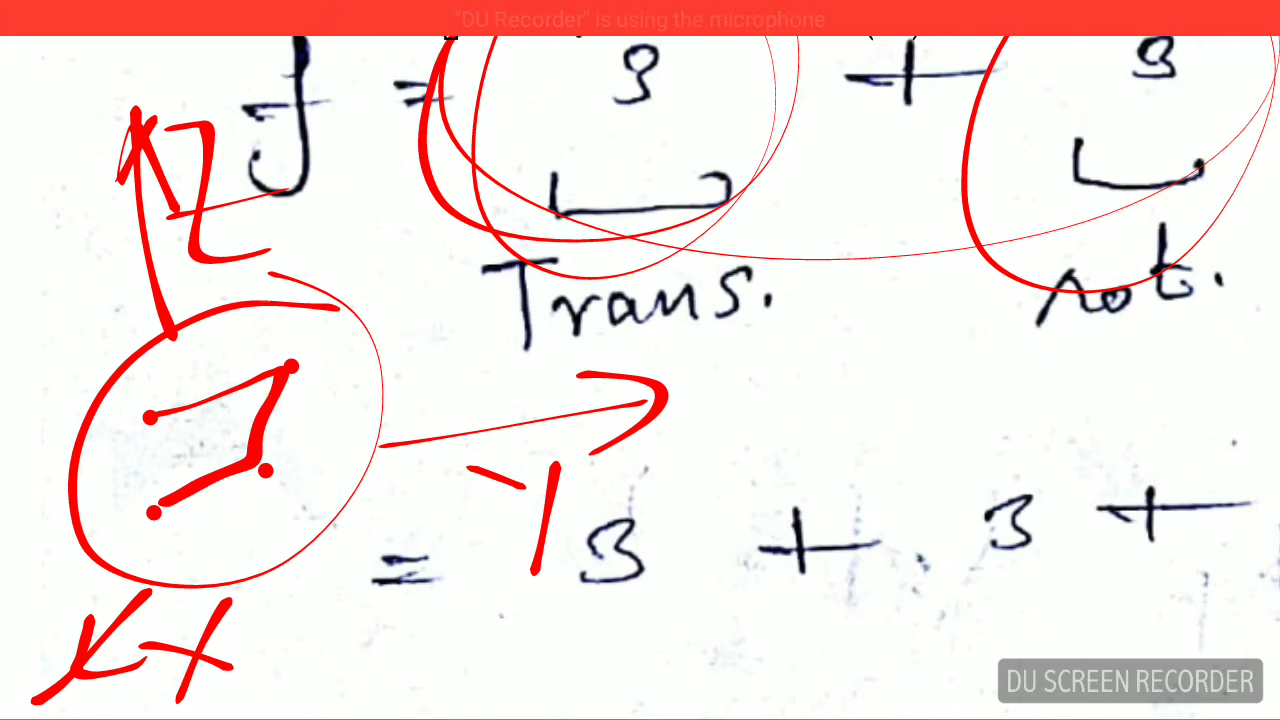 "DU Recorder" is using the microphone
f = 3 + 3
Z
Trans. rot.
Y
= 3 + 3 +
X
DU SCREEN RECORDER